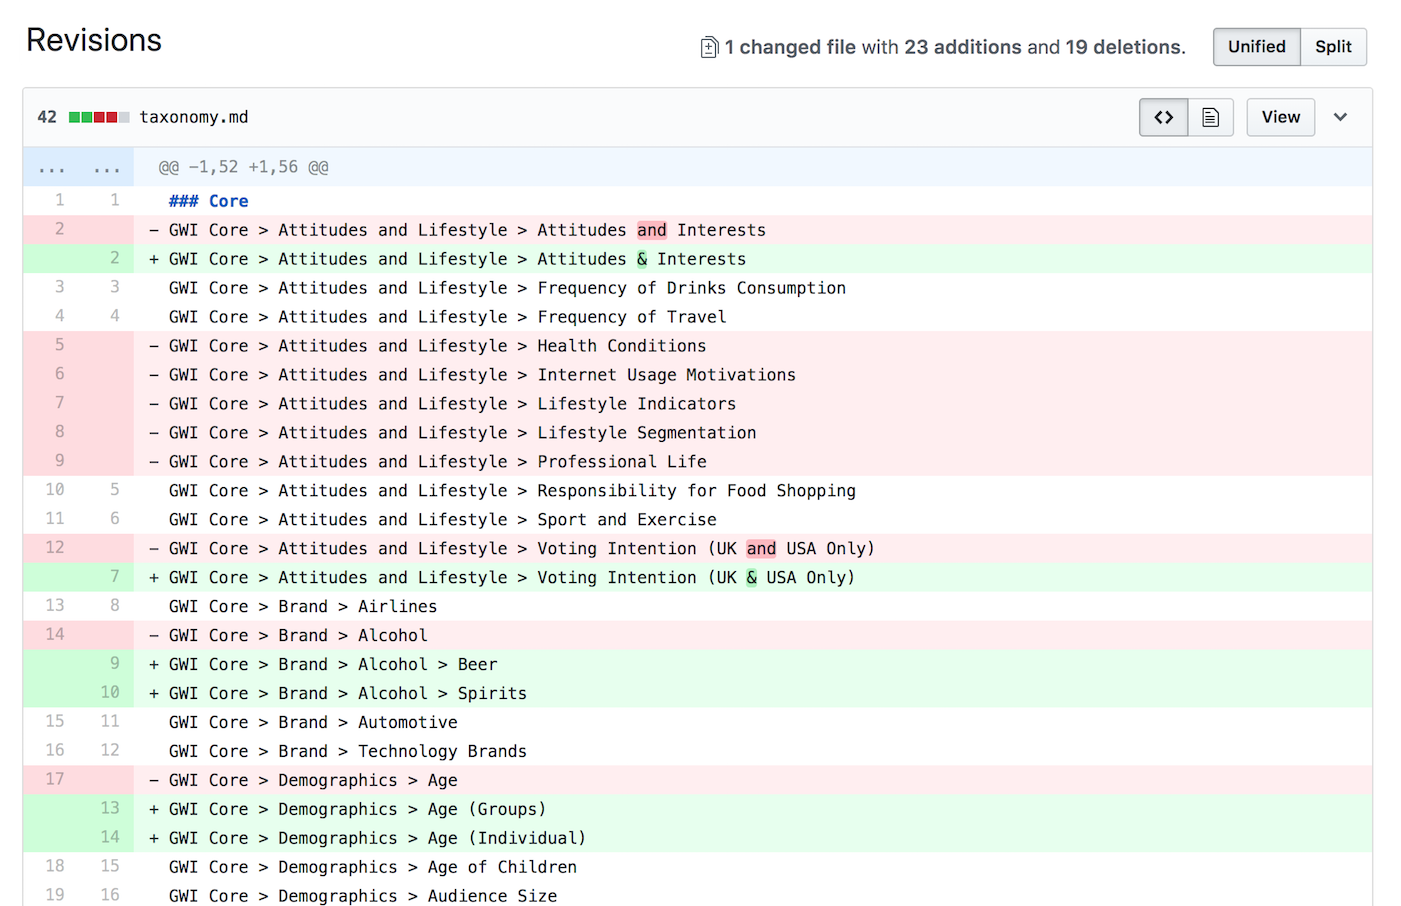 Revisions
1 changed file with 23 additions and 19 deletions.
Unified Split
42 taxonomy.md
View
... ... @@ -1,52 +1,56 @@
1 1 ### Core
2 - GWI Core > Attitudes and Lifestyle > Attitudes and Interests
2 + GWI Core > Attitudes and Lifestyle > Attitudes & Interests
3 3 GWI Core > Attitudes and Lifestyle > Frequency of Drinks Consumption
4 4 GWI Core > Attitudes and Lifestyle > Frequency of Travel
5 - GWI Core > Attitudes and Lifestyle > Health Conditions
6 - GWI Core > Attitudes and Lifestyle > Internet Usage Motivations
7 - GWI Core > Attitudes and Lifestyle > Lifestyle Indicators
8 - GWI Core > Attitudes and Lifestyle > Lifestyle Segmentation
9 - GWI Core > Attitudes and Lifestyle > Professional Life
10 5 GWI Core > Attitudes and Lifestyle > Responsibility for Food Shopping
11 6 GWI Core > Attitudes and Lifestyle > Sport and Exercise
12 - GWI Core > Attitudes and Lifestyle > Voting Intention (UK and USA Only)
7 + GWI Core > Attitudes and Lifestyle > Voting Intention (UK & USA Only)
13 8 GWI Core > Brand > Airlines
14 - GWI Core > Brand > Alcohol
9 + GWI Core > Brand > Alcohol > Beer
10 + GWI Core > Brand > Alcohol > Spirits
15 11 GWI Core > Brand > Automotive
16 12 GWI Core > Brand > Technology Brands
17 - GWI Core > Demographics > Age
13 + GWI Core > Demographics > Age (Groups)
14 + GWI Core > Demographics > Age (Individual)
18 15 GWI Core > Demographics > Age of Children
19 16 GWI Core > Demographics > Audience Size